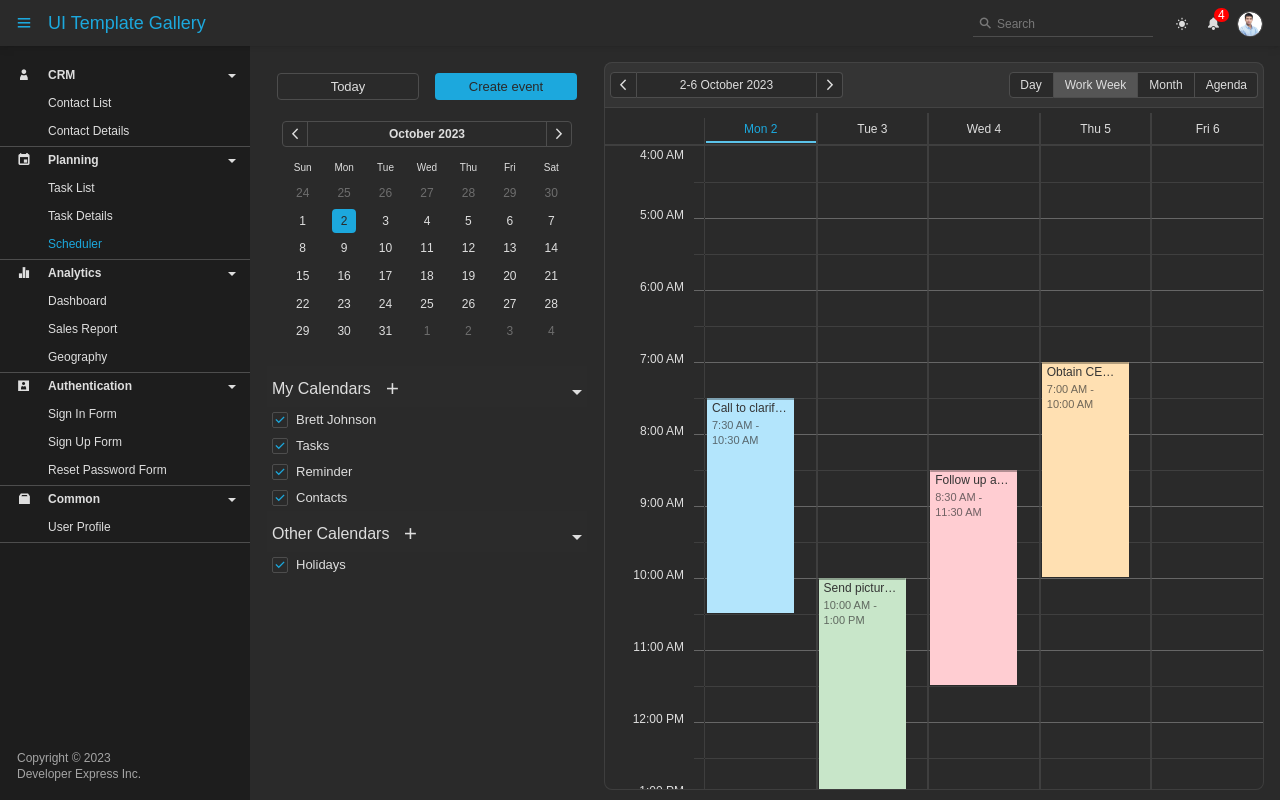 UI Template Gallery
Search
4
CRM
Contact List
Contact Details
Planning
Task List
Task Details
Scheduler
Analytics
Dashboard
Sales Report
Geography
Authentication
Sign In Form
Sign Up Form
Reset Password Form
Common
User Profile
Copyright © 2023
Developer Express Inc.
Today
Create event
October 2023
Sun Mon Tue Wed Thu Fri Sat
24 25 26 27 28 29 30
1 2 3 4 5 6 7
8 9 10 11 12 13 14
15 16 17 18 19 20 21
22 23 24 25 26 27 28
29 30 31 1 2 3 4
My Calendars
Brett Johnson
Tasks
Reminder
Contacts
Other Calendars
Holidays
2-6 October 2023
Day Work Week Month Agenda
Mon 2 Tue 3 Wed 4 Thu 5 Fri 6
4:00 AM
5:00 AM
6:00 AM
7:00 AM
8:00 AM
9:00 AM
10:00 AM
11:00 AM
12:00 PM
1:00 PM
Call to clarif...
7:30 AM -
10:30 AM
Send pictur...
10:00 AM -
1:00 PM
Follow up a...
8:30 AM -
11:30 AM
Obtain CE...
7:00 AM -
10:00 AM